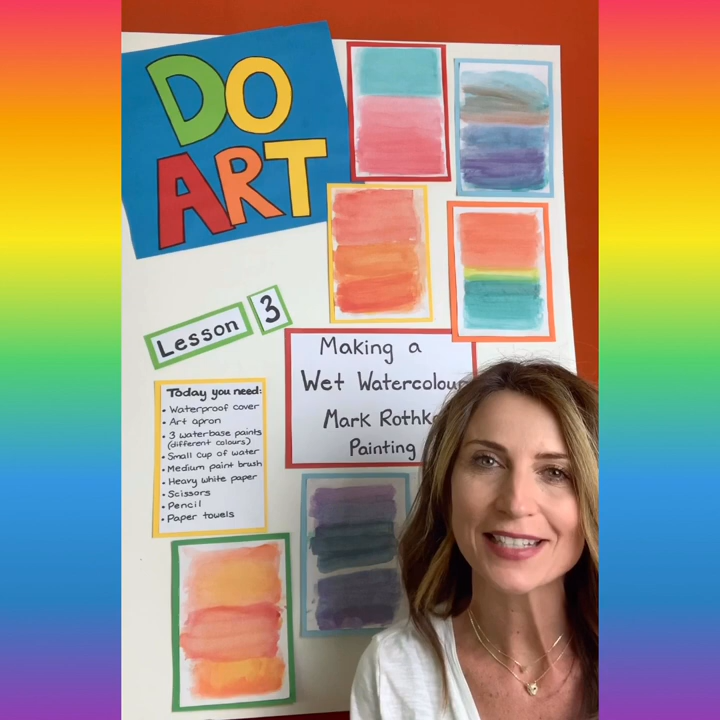 DO
ART
Lesson 3
Making a
Wet Watercolour
Mark Rothko
Painting
Today you need:
• Waterproof cover
• Art apron
• 3 waterbase paints
(different colours)
• Small cup of water
• Medium paint brush
• Heavy white paper
• Scissors
• Pencil
• Paper towels